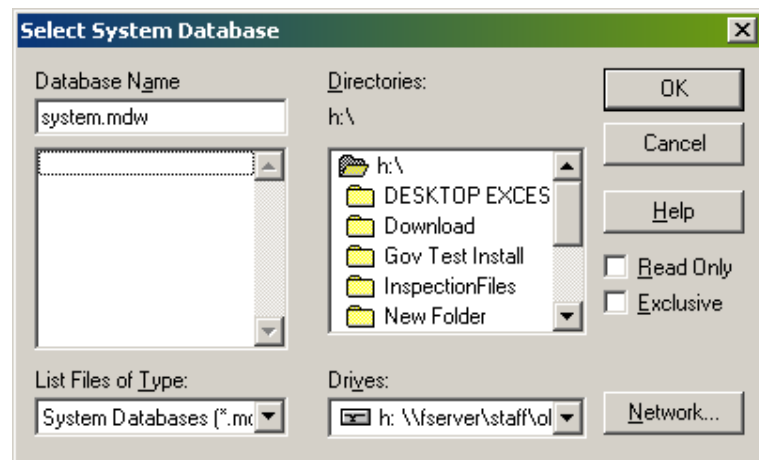 Select System Database
Database Name
system.mdw
List Files of Type:
System Databases (*.mc
Directories:
h:\
h:\
DESKTOP EXCES
Download
Gov Test Install
InspectionFiles
New Folder
Drives:
h: \\fserver\staff\ol
OK
Cancel
Help
Read Only
Exclusive
Network...